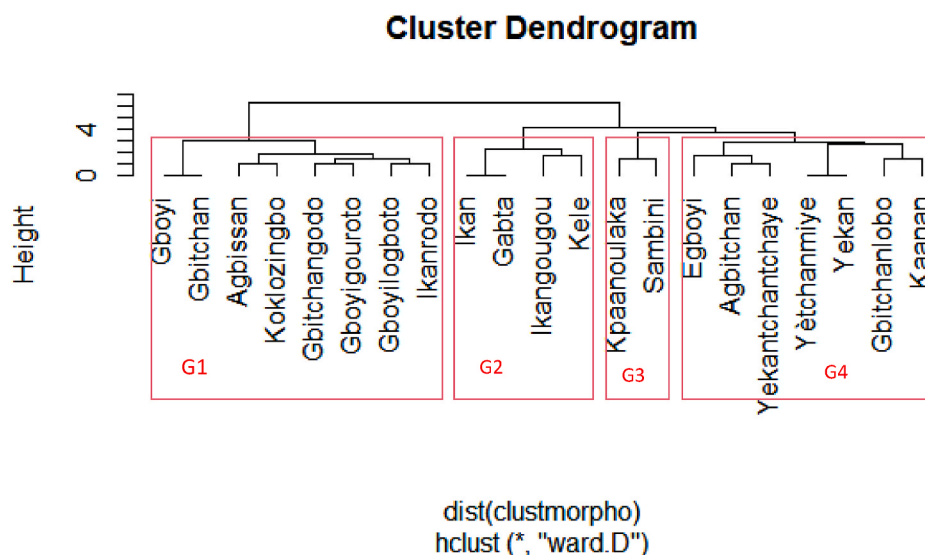 Cluster Dendrogram
Height
4
0
Gboyi
Gbitchan
Agbissan
Koklozingbo
Gbitchangodo
Gboyigouroto
Gboyilogboto
Ikanrodo
Ikan
Gabta
Ikangougou
Kele
Kpaanoulaka
Sambini
Egboyi
Agbitchan
Yekantchantchaye
Yètchanmiye
Yekan
Gbitchanlobo
Kaanan
G1
G2
G3
G4
dist(clustmorpho)
hclust (*, "ward.D")